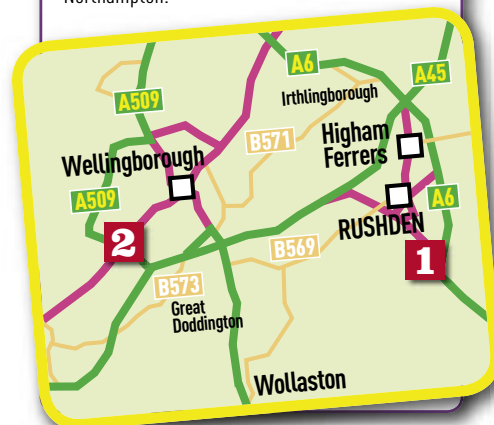 Northampton.
A6
A45
A509
Irthlingborough
B571
Higham
Ferrers
Wellingborough
A509
A6
RUSHDEN
2
B569
1
B573
Great
Doddington
Wollaston